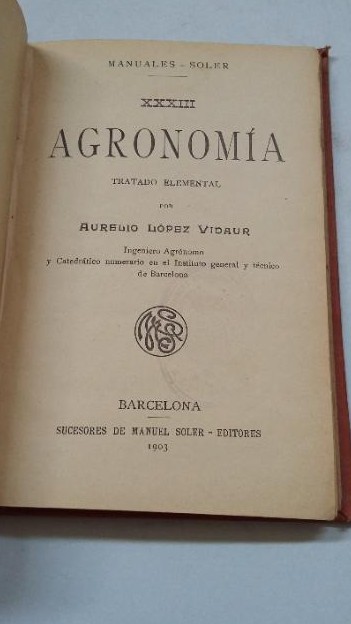 MANUALES - SOLER
XXXIII
AGRONOMÍA
TRATADO ELEMENTAL
POR
AURELIO LÓPEZ VIDAUR
Ingeniero Agrónomo
y Catedrático numerario en el Instituto general y técnico
de Barcelona
BARCELONA
SUCESORES DE MANUEL SOLER - EDITORES
1903